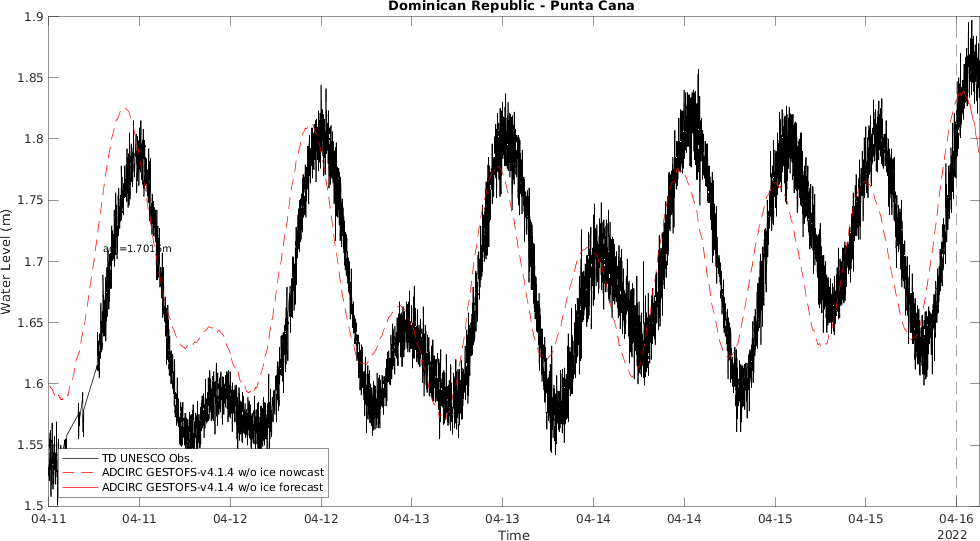 Dominican Republic - Punta Cana
Water Level (m)
1.9
1.85
1.8
1.75
1.7
1.65
1.6
1.55
1.5
TD UNESCO Obs.
ADCIRC GESTOFS-v4.1.4 w/o ice nowcast
ADCIRC GESTOFS-v4.1.4 w/o ice forecast
04-11 04-11 04-12 04-12 04-13 04-13 04-14 04-14 04-15 04-15 04-16
Time 2022